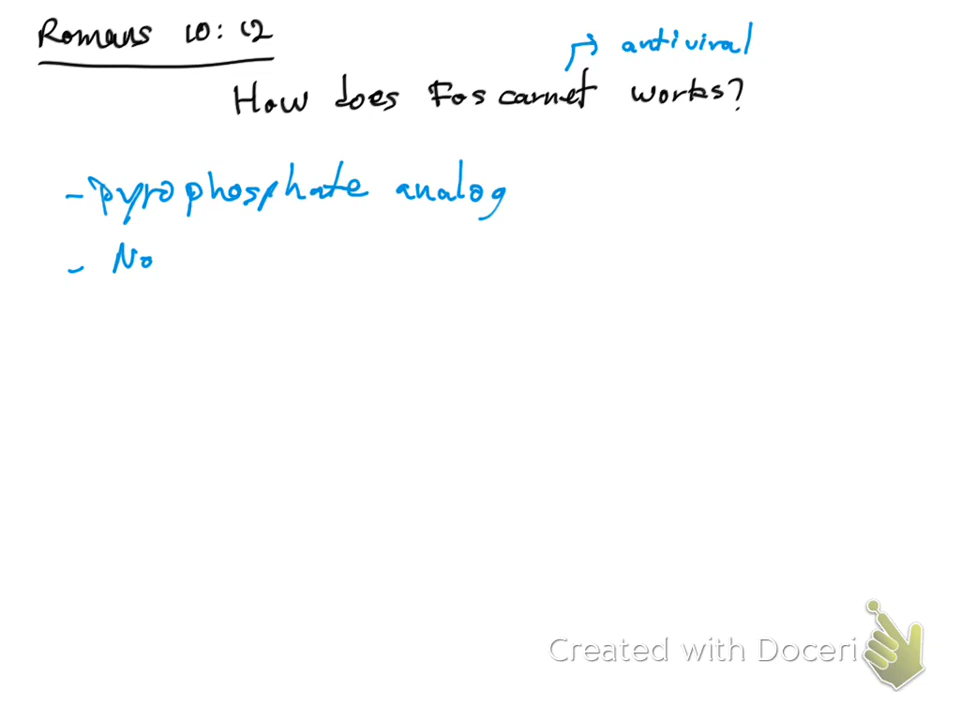 Romans 10:12
antiviral
How does Foscarnet works?
- Pyrophosphate analog
- No
Created with Doceri